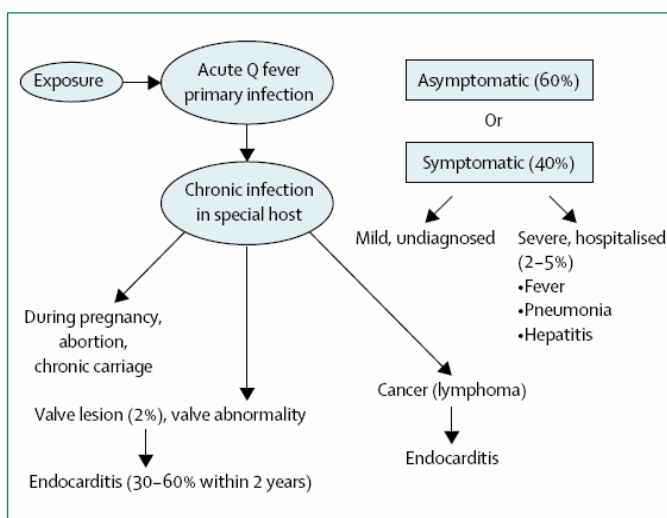 Exposure
Acute Q fever
primary infection
Chronic infection
in special host
During pregnancy,
abortion,
chronic carriage
Valve lesion (2%), valve abnormality
Endocarditis (30–60% within 2 years)
Cancer (lymphoma)
Endocarditis
Asymptomatic (60%)
Or
Symptomatic (40%)
Mild, undiagnosed
Severe, hospitalised
(2–5%)
•Fever
•Pneumonia
•Hepatitis